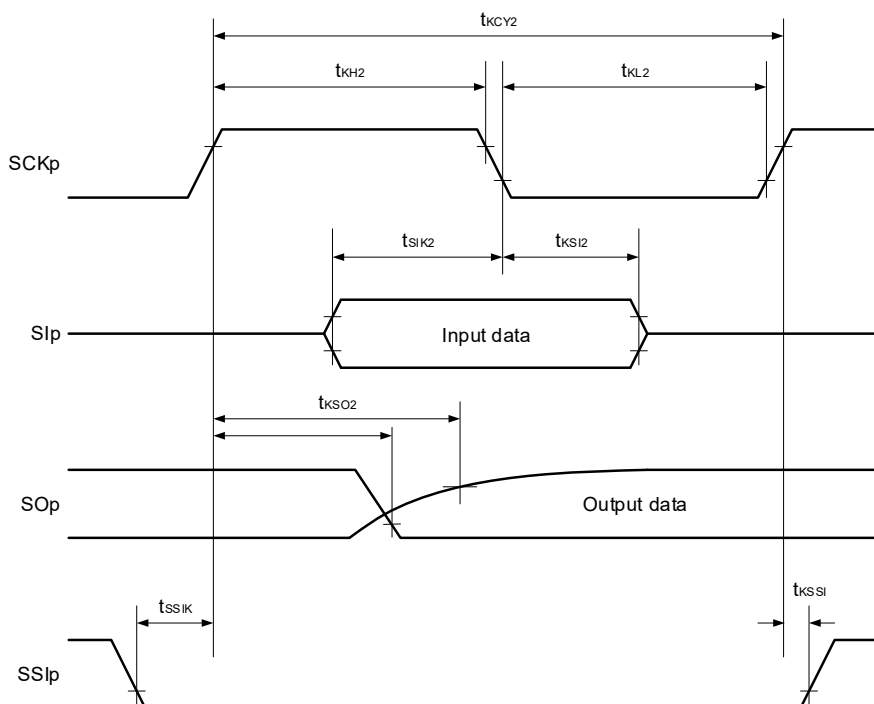 tKCY2
tKH2
tKL2
SCKp
tSIK2
tKSI2
SIp
Input data
tKSO2
SOp
Output data
tSSIK
tKSSI
SSIp